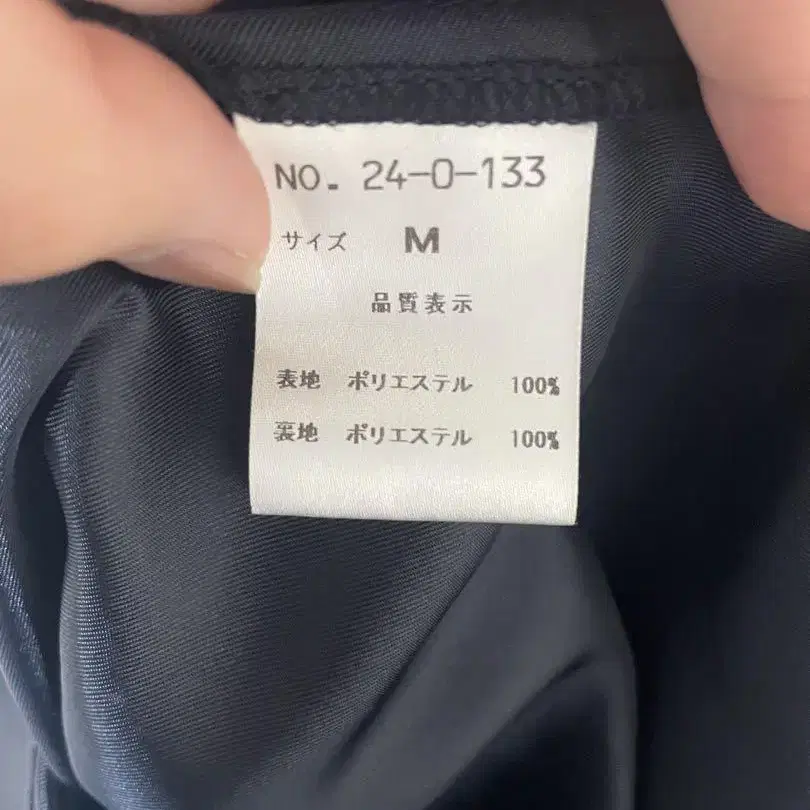 NO. 24-0-133
サイズ M
品質表示
表地 ポリエステル 100%
裏地 ポリエステル 100%